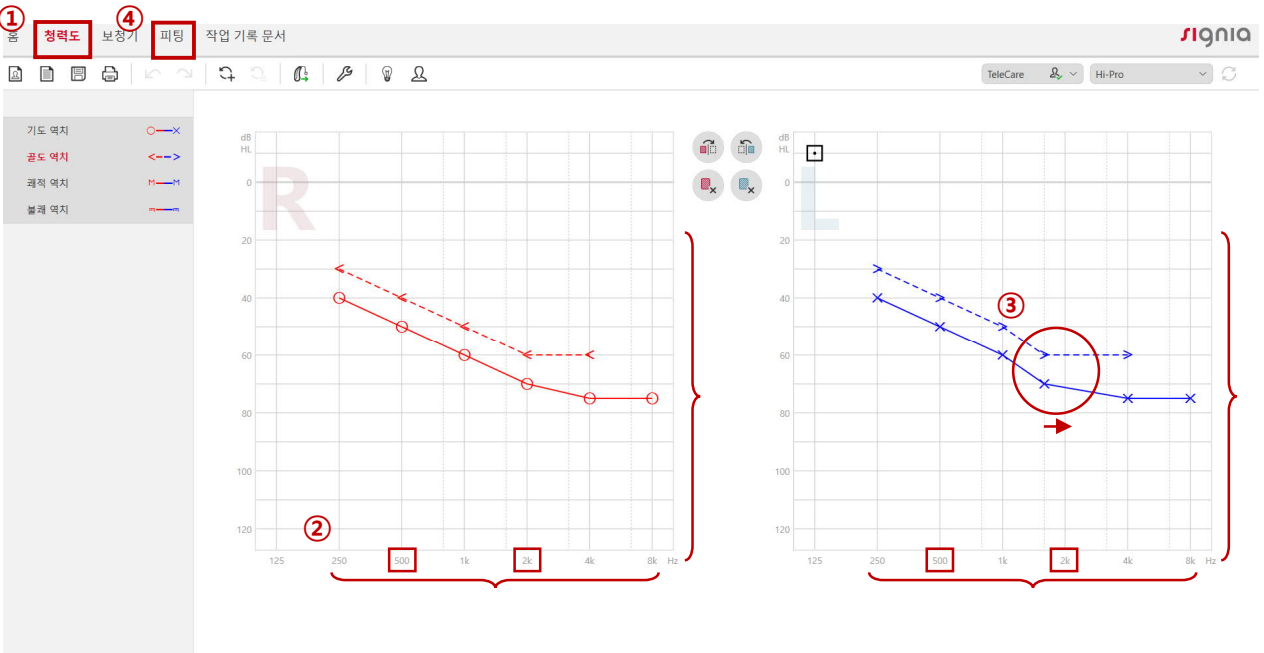 ① ④
홈 청력도 보청기 피팅 작업 기록 문서 signia
TeleCare Hi-Pro
기도 역치
골도 역치
쾌적 역치 M M
불쾌 역치 m m
dB
HL
R
0
20
40
60
80
100
120
②
125 250 500 1k 2k 4k 8k Hz
dB
HL
L
0
20
40
③
60
80
100
120
125 250 500 1k 2k 4k 8k Hz